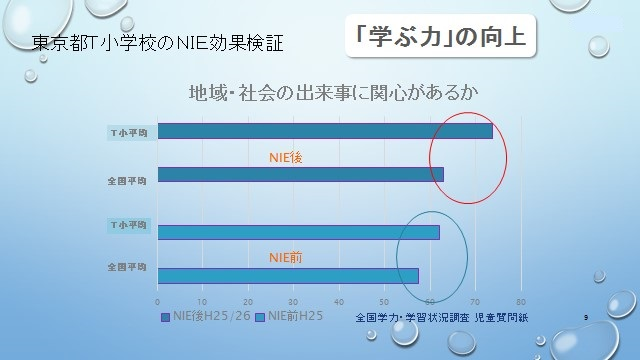 東京都T小学校のNIE効果検証
「学ぶ力」の向上
地域・社会の出来事に関心があるか
T小平均
NIE後
全国平均
T小平均
NIE前
全国平均
0 10 20 30 40 50 60 70 80
NIE後H25/26 NIE前H25
全国学力・学習状況調査 児童質問紙
9